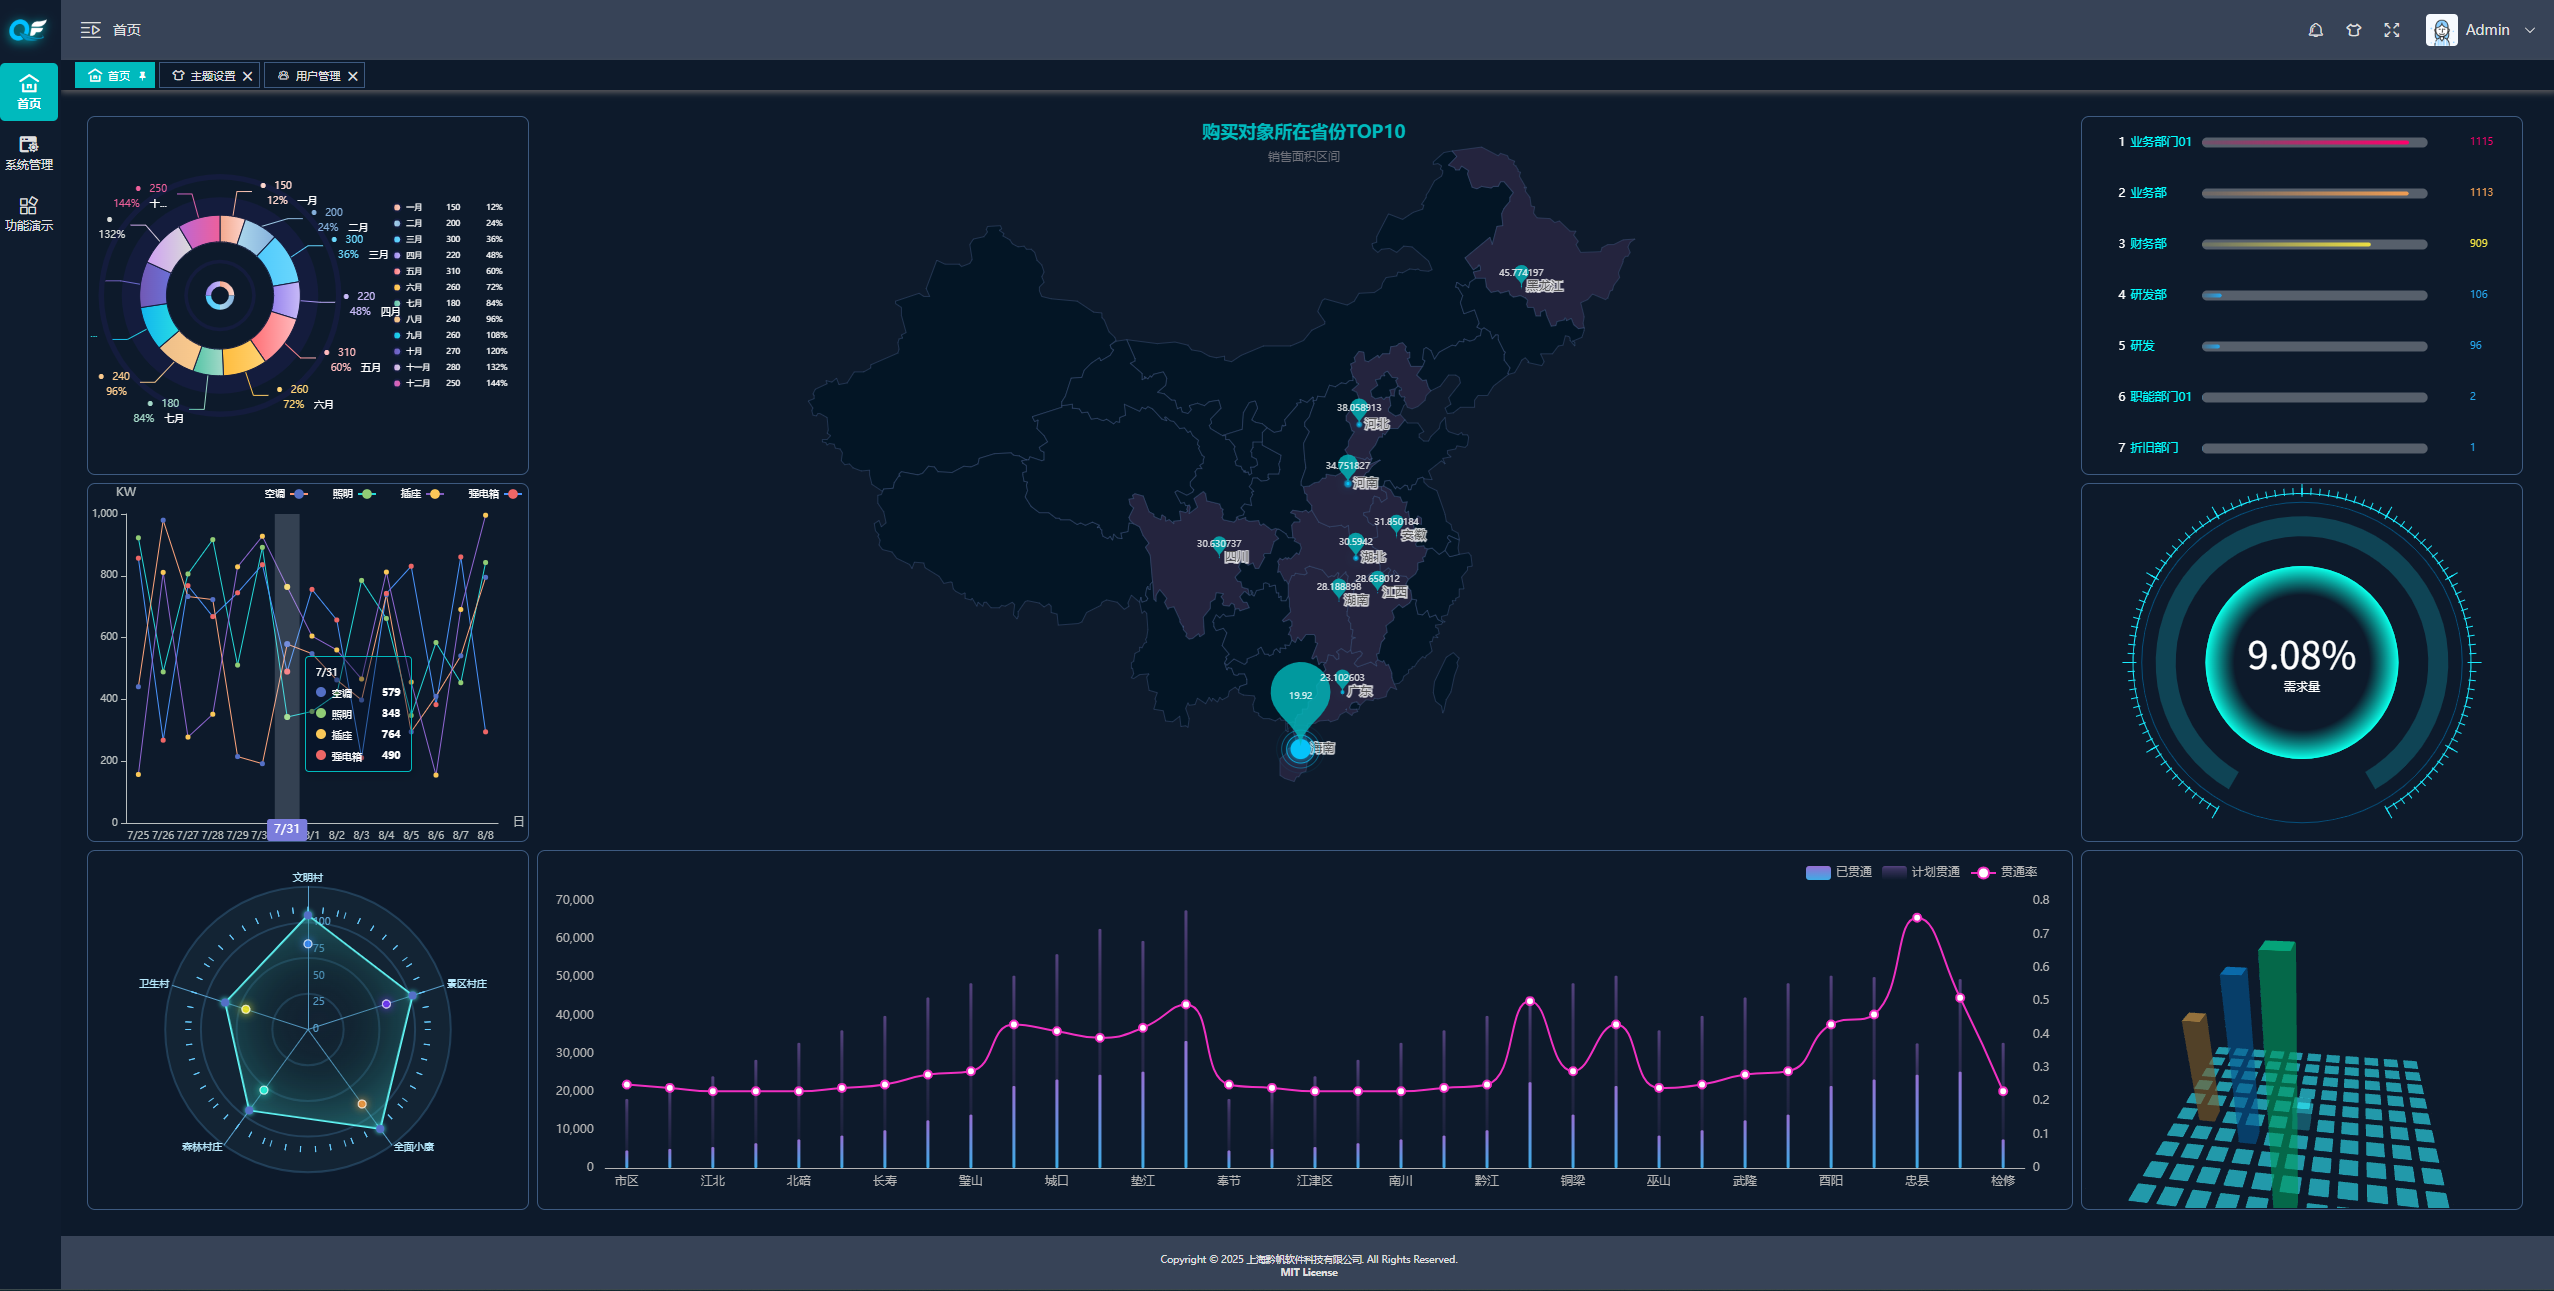 QF
首页
Admin
首页
主题设置
用户管理
首页
系统管理
功能演示
250
144% 十...
150
12% 一月
200
24% 二月
300
36% 三月
132%
220
48% 四月
...
310
60% 五月
240
96%
260
72% 六月
180
84% 七月
一月 150 12%
二月 200 24%
三月 300 36%
四月 220 48%
五月 310 60%
六月 260 72%
七月 180 84%
八月 240 96%
九月 260 108%
十月 270 120%
十一月 280 132%
十二月 250 144%
购买对象所在省份TOP10
销售面积区间
45.774197
黑龙江
38.058913
河北
34.751827
河南
31.850184
安徽
30.5942
湖北
30.630737
四川
28.658012
江西
28.188898
湖南
23.102603
广东
19.92
海南
1 业务部门01 1115
2 业务部 1113
3 财务部 909
4 研发部 106
5 研发 96
6 职能部门01 2
7 折旧部门 1
KW
空调 照明 插座 强电箱
1,000
800
600
400
200
0
7/31
空调 579
照明 343
插座 764
强电箱 490
日
7/25 7/26 7/27 7/28 7/29 7/3 7/31 8/1 8/2 8/3 8/4 8/5 8/6 8/7 8/8
9.08%
需求量
文明村
100
75
50
25
0
卫生村
景区村庄
森林村庄
全面小康
已贯通 计划贯通 贯通率
70,000
60,000
50,000
40,000
30,000
20,000
10,000
0
0.8
0.7
0.6
0.5
0.4
0.3
0.2
0.1
0
市区 江北 北碚 长寿 璧山 城口 垫江 奉节 江津区 南川 黔江 铜梁 巫山 武隆 酉阳 忠县 检修
Copyright © 2025 上海黔帆软件科技有限公司. All Rights Reserved.
MIT License